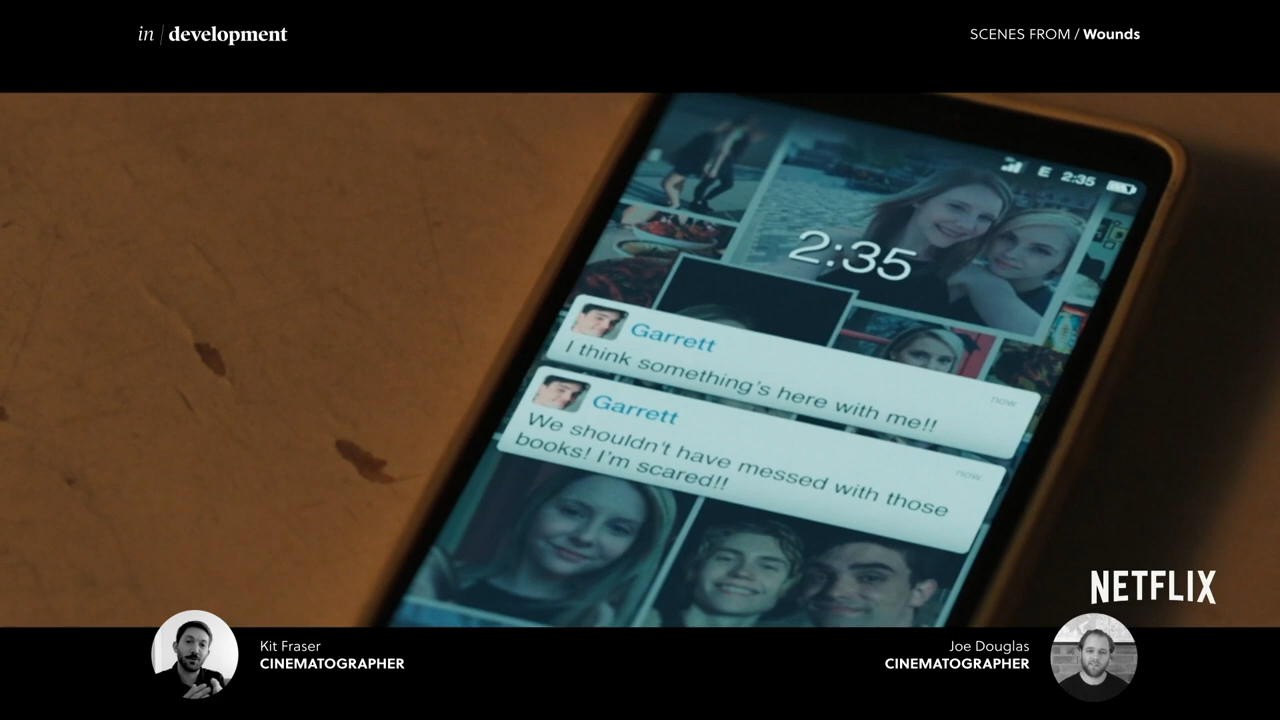 in | development
SCENES FROM / Wounds
E 2:35
2:35
Garrett
I think something's here with me!!
now
Garrett
now
We shouldn't have messed with those
books! I'm scared!!
NETFLIX
Kit Fraser
CINEMATOGRAPHER
Joe Douglas
CINEMATOGRAPHER